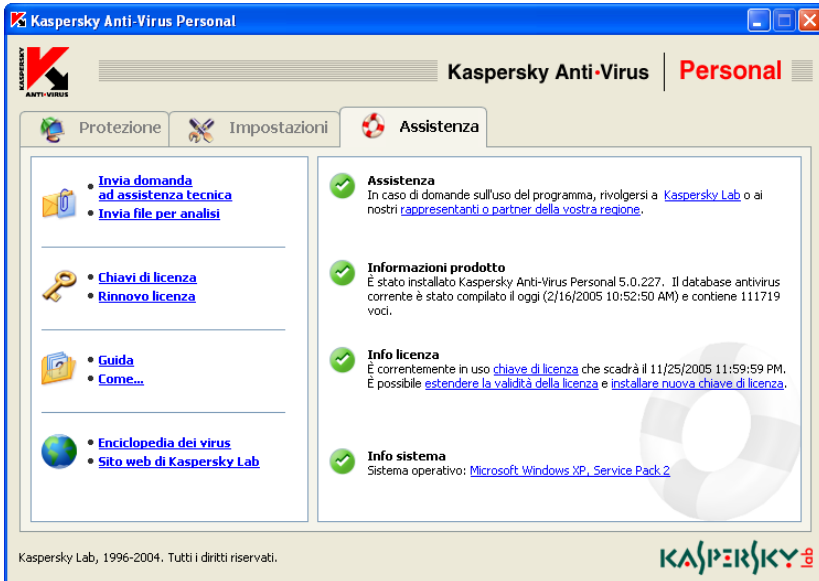 Kaspersky Anti-Virus Personal
KASPERSKY
ANTI-VIRUS
Kaspersky Anti•Virus
Personal
Protezione
Impostazioni
Assistenza
• Invia domanda
ad assistenza tecnica
• Invia file per analisi
• Chiavi di licenza
• Rinnovo licenza
• Guida
• Come...
• Enciclopedia dei virus
• Sito web di Kaspersky Lab
Assistenza
In caso di domande sull'uso del programma, rivolgersi a Kaspersky Lab o ai
nostri rappresentanti o partner della vostra regione.
Informazioni prodotto
È stato installato Kaspersky Anti-Virus Personal 5.0.227. Il database antivirus
corrente è stato compilato il oggi (2/16/2005 10:52:50 AM) e contiene 111719
voci.
Info licenza
È correntemente in uso chiave di licenza che scadrà il 11/25/2005 11:59:59 PM.
È possibile estendere la validità della licenza e installare nuova chiave di licenza.
Info sistema
Sistema operativo: Microsoft Windows XP, Service Pack 2
Kaspersky Lab, 1996-2004. Tutti i diritti riservati.
KASPERSKY lab